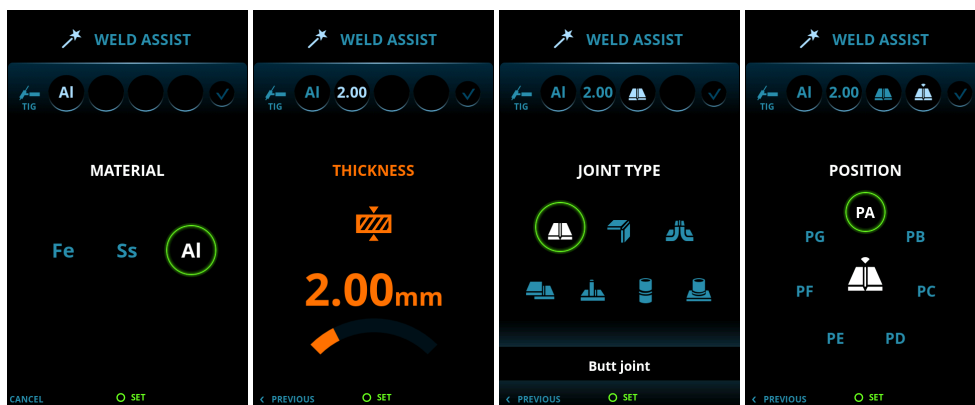 WELD ASSIST
TIG
Al
MATERIAL
Fe Ss Al
CANCEL SET
WELD ASSIST
TIG
Al 2.00
THICKNESS
2.00mm
PREVIOUS SET
WELD ASSIST
TIG
Al 2.00
JOINT TYPE
Butt joint
PREVIOUS SET
WELD ASSIST
TIG
Al 2.00
POSITION
PA
PG PB
PF PC
PE PD
PREVIOUS SET